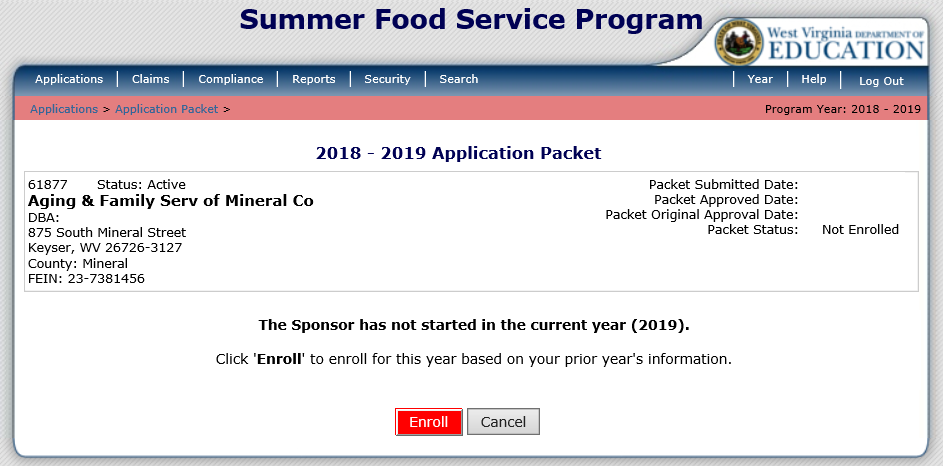 Summer Food Service Program
West Virginia DEPARTMENT OF
EDUCATION
Applications | Claims | Compliance | Reports | Security | Search | Year | Help | Log Out
Applications > Application Packet >
Program Year: 2018 - 2019
2018 - 2019 Application Packet
61877 Status: Active
Aging & Family Serv of Mineral Co
DBA:
875 South Mineral Street
Keyser, WV 26726-3127
County: Mineral
FEIN: 23-7381456
Packet Submitted Date:
Packet Approved Date:
Packet Original Approval Date:
Packet Status: Not Enrolled
The Sponsor has not started in the current year (2019).
Click 'Enroll' to enroll for this year based on your prior year's information.
Enroll Cancel